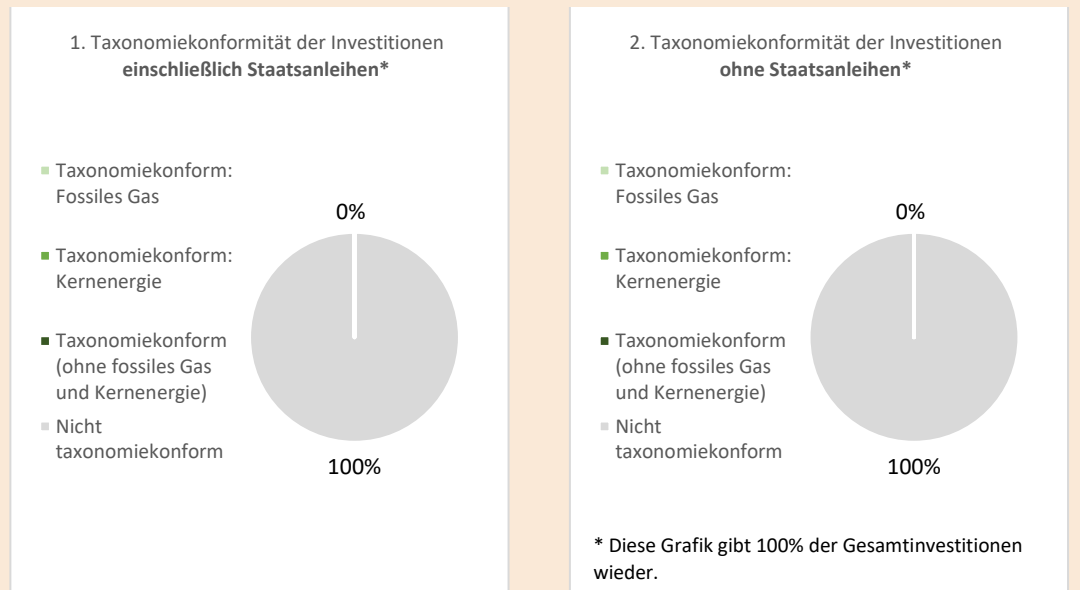 1. Taxonomiekonformität der Investitionen
einschließlich Staatsanleihen*
Taxonomiekonform:
Fossiles Gas
Taxonomiekonform:
Kernenergie
Taxonomiekonform
(ohne fossiles Gas
und Kernenergie)
Nicht
taxonomiekonform
0%
100%
2. Taxonomiekonformität der Investitionen
ohne Staatsanleihen*
Taxonomiekonform:
Fossiles Gas
Taxonomiekonform:
Kernenergie
Taxonomiekonform
(ohne fossiles Gas
und Kernenergie)
Nicht
taxonomiekonform
0%
100%
* Diese Grafik gibt 100% der Gesamtinvestitionen
wieder.